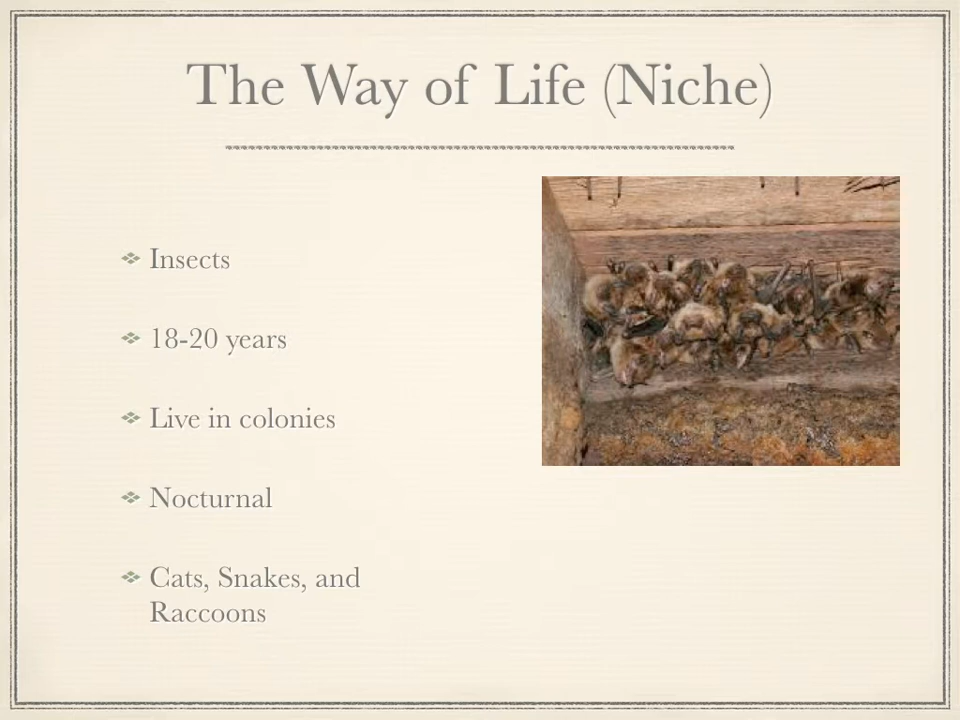 The Way of Life (Niche)
Insects
18-20 years
Live in colonies
Nocturnal
Cats, Snakes, and
Raccoons